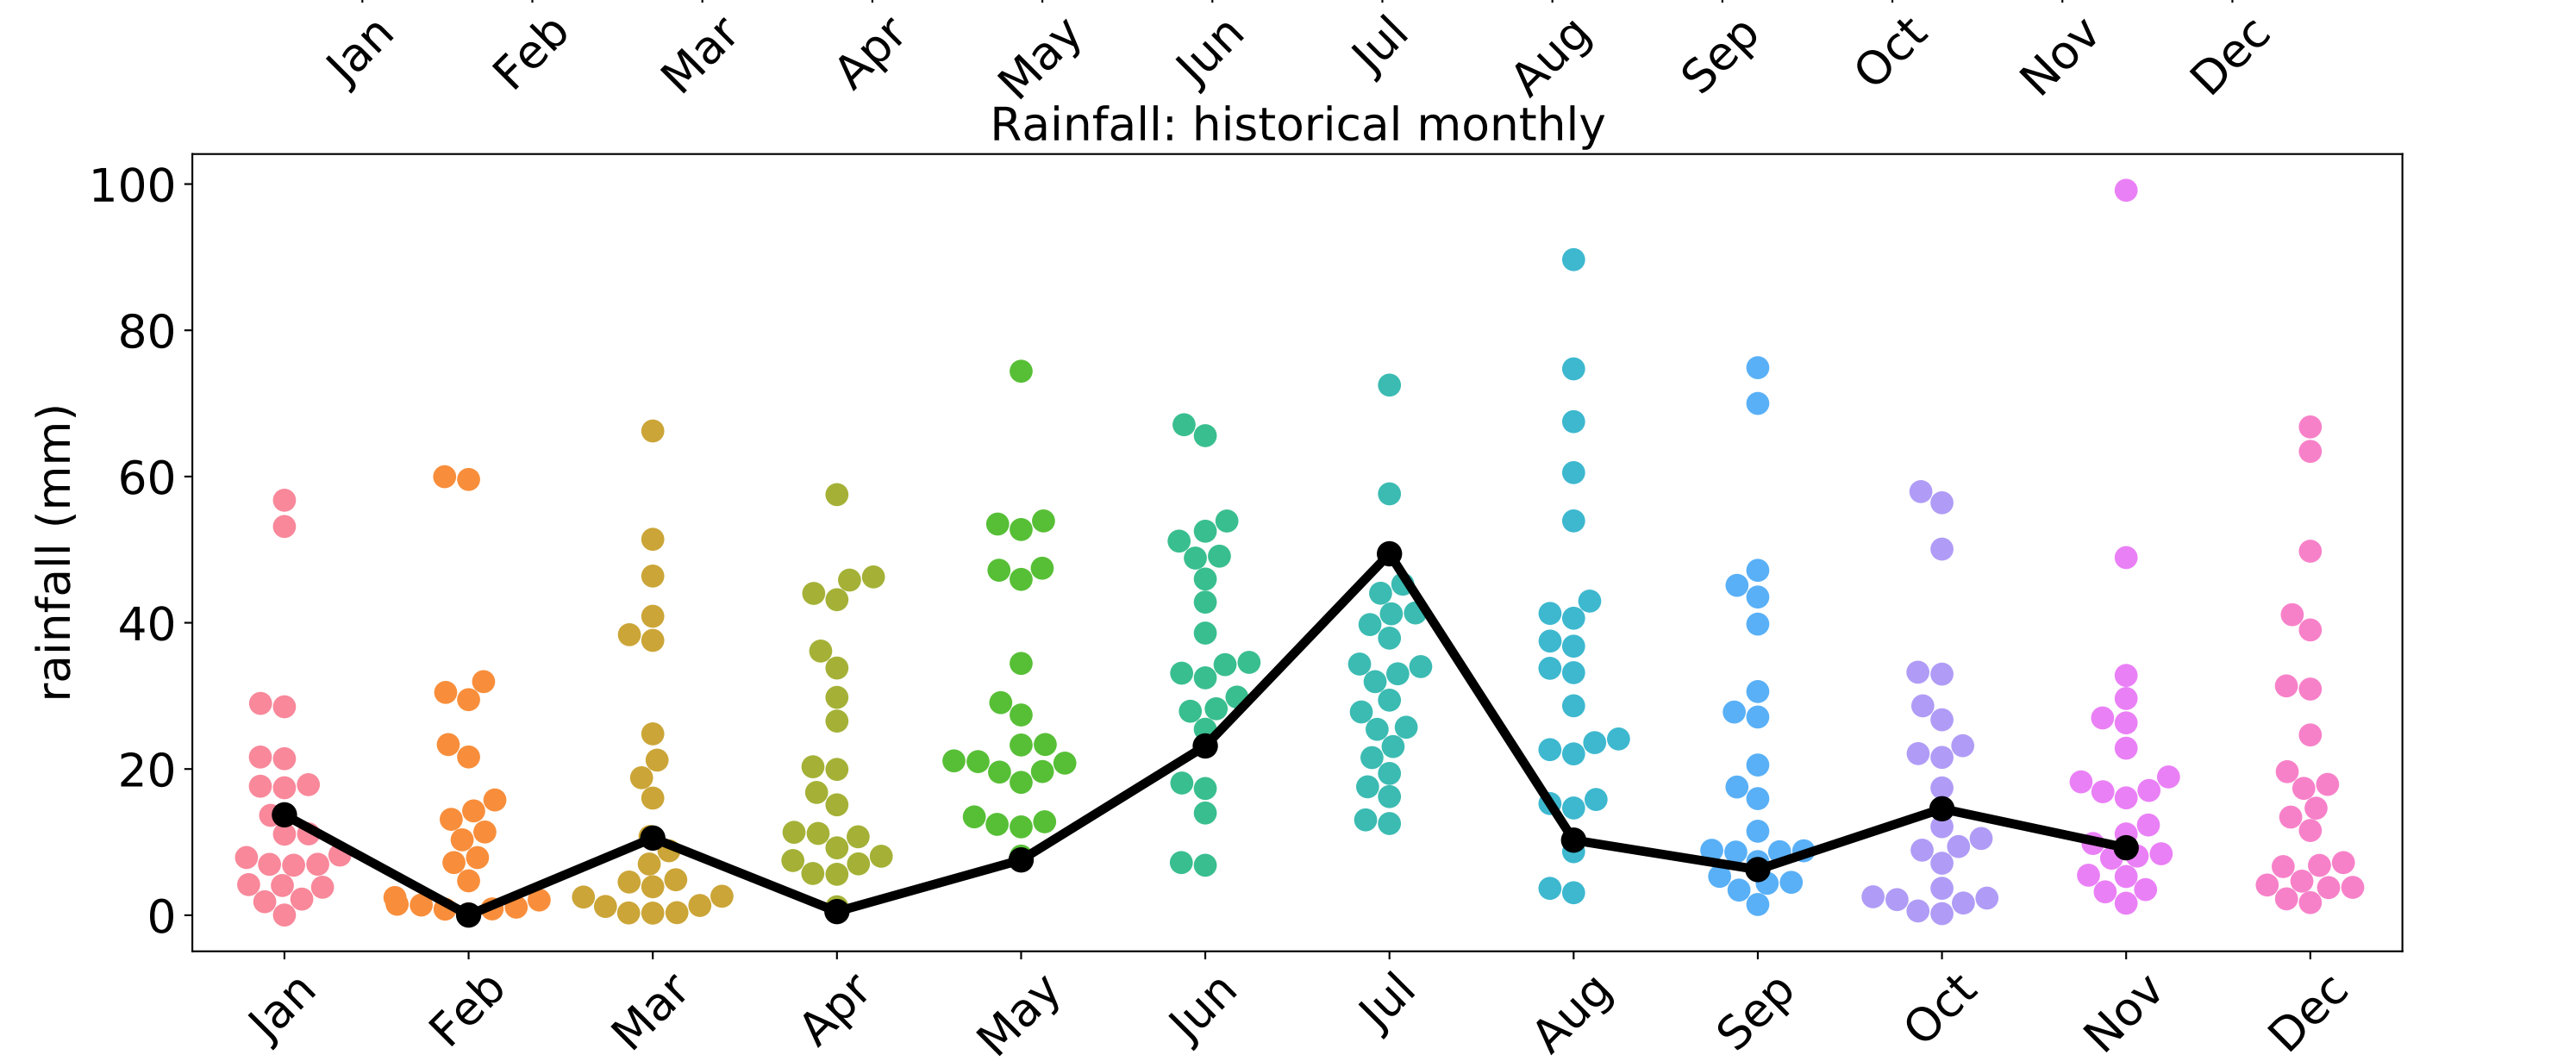 Jan Feb Mar Apr May Jun Jul Aug Sep Oct Nov Dec
Rainfall: historical monthly
100
80
60
40
20
0
rainfall (mm)
Jan Feb Mar Apr May Jun Jul Aug Sep Oct Nov Dec